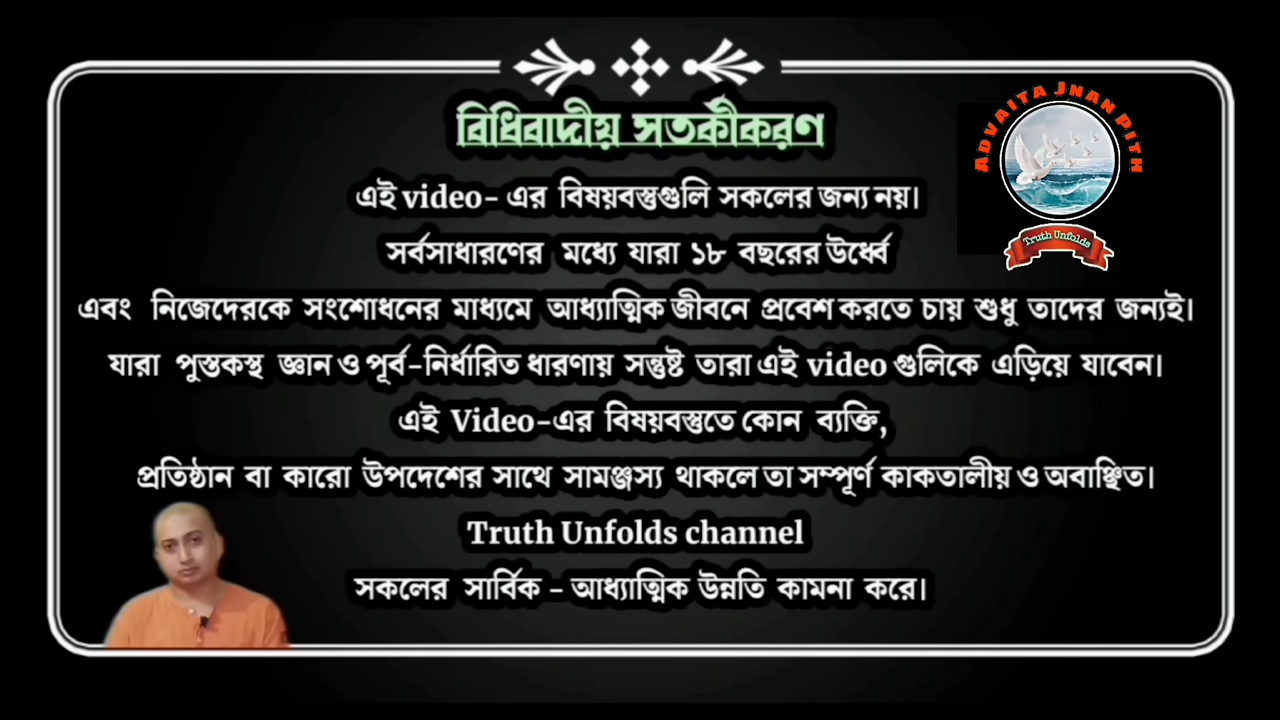 বিধিবাদীয় সতর্কীকরণ
ADVAITA JNAN PITH
Truth Unfolds
এই video- এর বিষয়বস্তুগুলি সকলের জন্য নয়।
সর্বসাধারণের মধ্যে যারা ১৮ বছরের উর্ধ্বে
এবং নিজেদেরকে সংশোধনের মাধ্যমে আধ্যাত্মিক জীবনে প্রবেশ করতে চায় শুধু তাদের জন্যই।
যারা পুস্তকস্থ জ্ঞান ও পূর্ব-নির্ধারিত ধারণায় সন্তুষ্ট তারা এই video গুলিকে এড়িয়ে যাবেন।
এই Video-এর বিষয়বস্তুতে কোন ব্যক্তি,
প্রতিষ্ঠান বা কারো উপদেশের সাথে সামঞ্জস্য থাকলে তা সম্পূর্ণ কাকতালীয় ও অবাঞ্ছিত।
Truth Unfolds channel
সকলের সার্বিক - আধ্যাত্মিক উন্নতি কামনা করে।